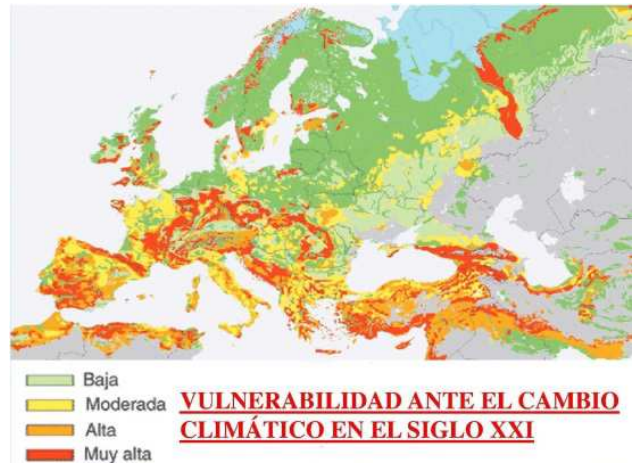 Baja
Moderada
Alta
Muy alta
VULNERABILIDAD ANTE EL CAMBIO
CLIMÁTICO EN EL SIGLO XXI